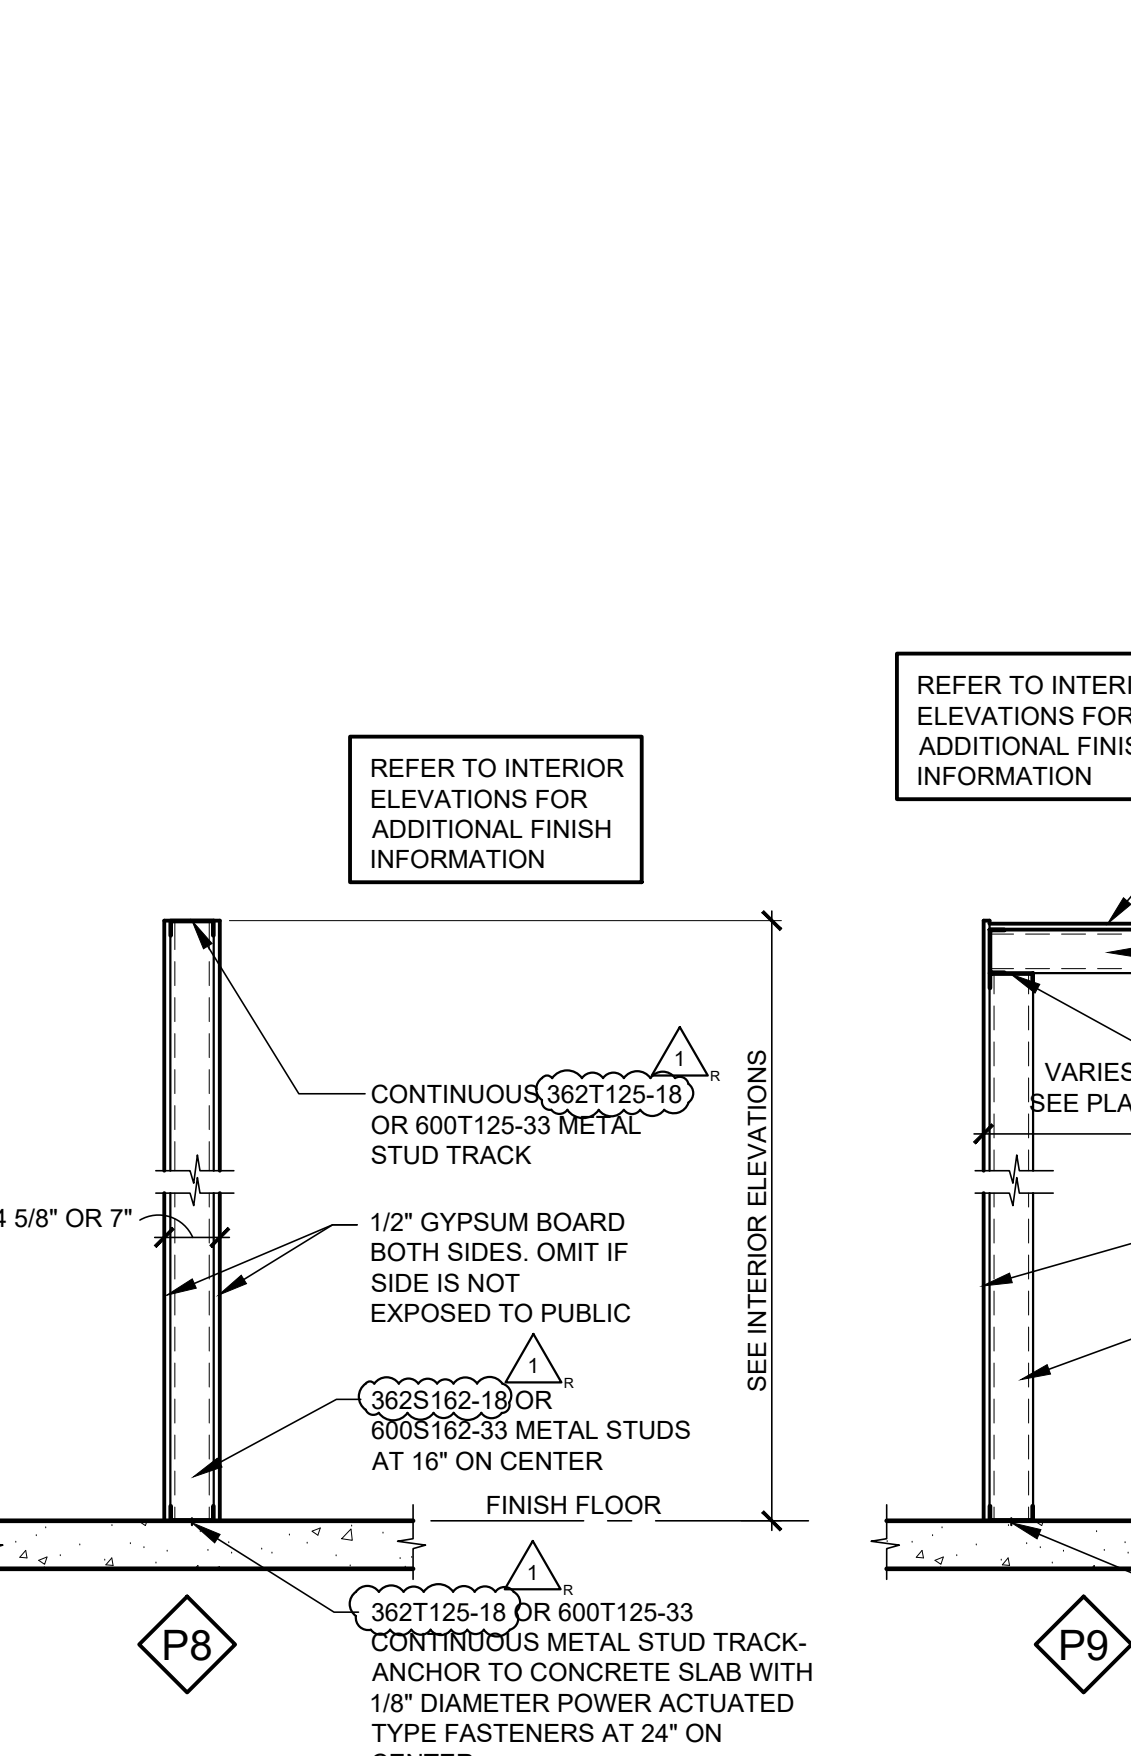 REFER TO INTERIOR
ELEVATIONS FOR
ADDITIONAL FINISH
INFORMATION
1
R
CONTINUOUS 362T125-18
OR 600T125-33 METAL
STUD TRACK
4 5/8" OR 7"
1/2" GYPSUM BOARD
BOTH SIDES. OMIT IF
SIDE IS NOT
EXPOSED TO PUBLIC
1
R
362S162-18 OR
600S162-33 METAL STUDS
AT 16" ON CENTER
SEE INTERIOR ELEVATIONS
FINISH FLOOR
1
R
362T125-18 OR 600T125-33
CONTINUOUS METAL STUD TRACK-
ANCHOR TO CONCRETE SLAB WITH
1/8" DIAMETER POWER ACTUATED
TYPE FASTENERS AT 24" ON
CENTER
P8
REFER TO INTERI
ELEVATIONS FOR
ADDITIONAL FINIS
INFORMATION
VARIES
SEE PLA
P9